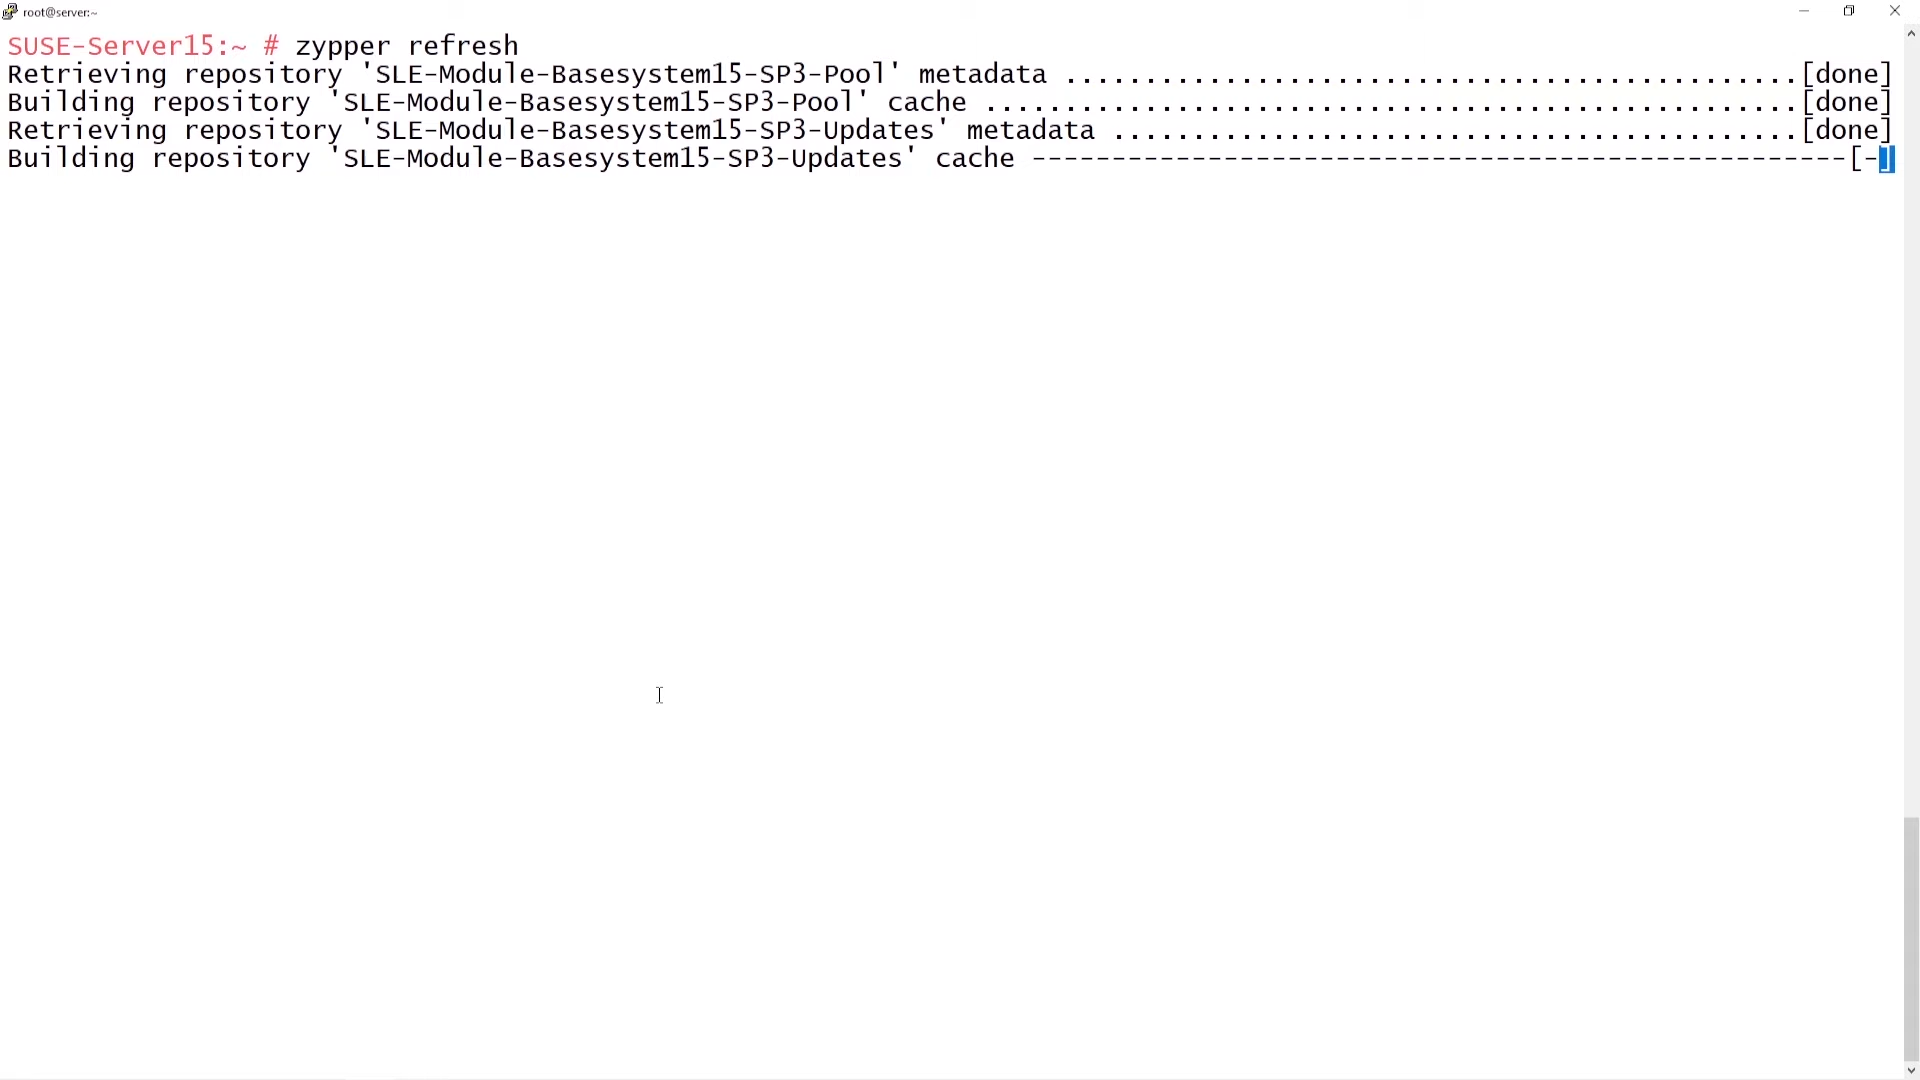 root@server:~
SUSE-Server15:~ # zypper refresh
Retrieving repository 'SLE-Module-Basesystem15-SP3-Pool' metadata ..............................................[done]
Building repository 'SLE-Module-Basesystem15-SP3-Pool' cache ...................................................[done]
Retrieving repository 'SLE-Module-Basesystem15-SP3-Updates' metadata ...........................................[done]
Building repository 'SLE-Module-Basesystem15-SP3-Updates' cache ---------------------------------------------------[-]